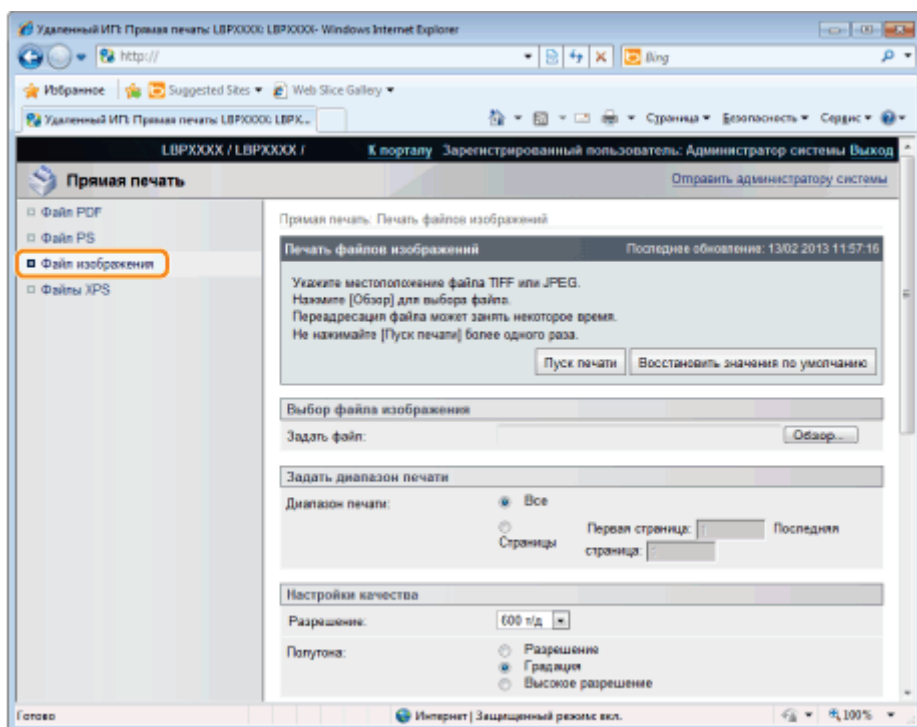 Удаленный ИП: Прямая печать: LBPXXXX: LBPXXXX- Windows Internet Explorer
http://
Bing
Избранное Suggested Sites Web Slice Gallery
Удаленный ИП: Прямая печать: LBPXXXX: LBPX... Страница Безопасность Сервис
LBPXXXX / LBPXXXX / К порталу Зарегистрированный пользователь: Администратор системы Выход
Прямая печать Отправить администратору системы
Файл PDF
Файл PS
Файл изображения
Файлы XPS
Прямая печать: Печать файлов изображений
Печать файлов изображений Последнее обновление: 13/02 2013 11:57:16
Укажите местоположение файла TIFF или JPEG.
Нажмите [Обзор] для выбора файла.
Переадресация файла может занять некоторое время.
Не нажимайте [Пуск печати] более одного раза.
Пуск печати Восстановить значения по умолчанию
Выбор файла изображения
Задать файл: Обзор...
Задать диапазон печати
Диапазон печати: Все
Страницы Первая страница: 1 Последняя
страница:
Настройки качества
Разрешение: 600 т/д
Полутона: Разрешение
Градация
Высокое разрешение
Готово Интернет | Защищенный режим: вкл. 100%